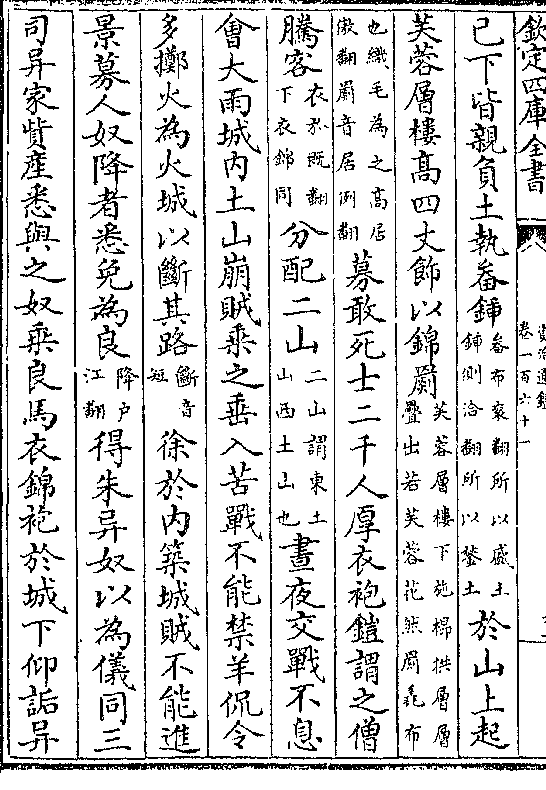 欽定四庫全書
資治通鑑
卷一百六十一
已下皆親負土執畚鍤畚布衮翻所以盛土鍤側洽翻所以鍫土於山上起
芙蓉層樓高四丈飾以錦罽芙蓉層樓下施拱層層疊出若芙蓉花然罽毳布
也織毛為之高居傲翻罽音居例翻募敢死士二千人厚衣袍鎧謂之僧
騰客衣於既翻下衣錦同分配二山二山謂東土山西土山也晝夜交戰不息
會大雨城内土山崩賊乘之垂入苦戰不能禁羊侃令
多擲火為火城以斷其路斷音短徐於内築城賊不能進
景募人奴降者悉免為良降户江翻得朱异奴以為儀同三
司异家貲産悉與之奴乘良馬衣錦袍於城下仰詬异